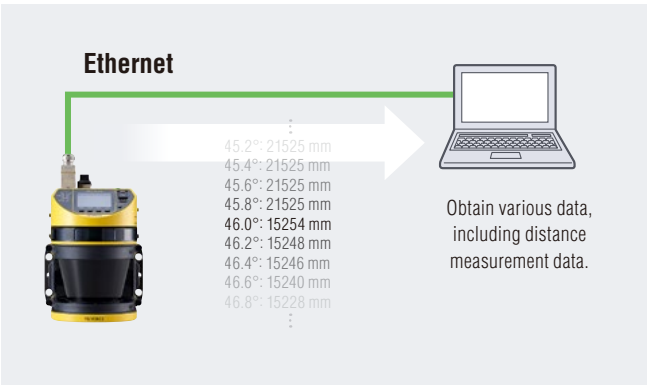 Ethernet
45.2°: 21525 mm
45.4°: 21525 mm
45.6°: 21525 mm
45.8°: 21525 mm
46.0°: 15254 mm
46.2°: 15248 mm
46.4°: 15246 mm
46.6°: 15240 mm
46.8°: 15228 mm
Obtain various data,
including distance
measurement data.
KEYENCE